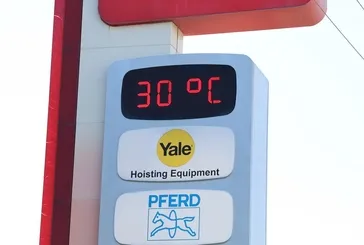 30 °C
Yale
Hoisting Equipment
PFERD